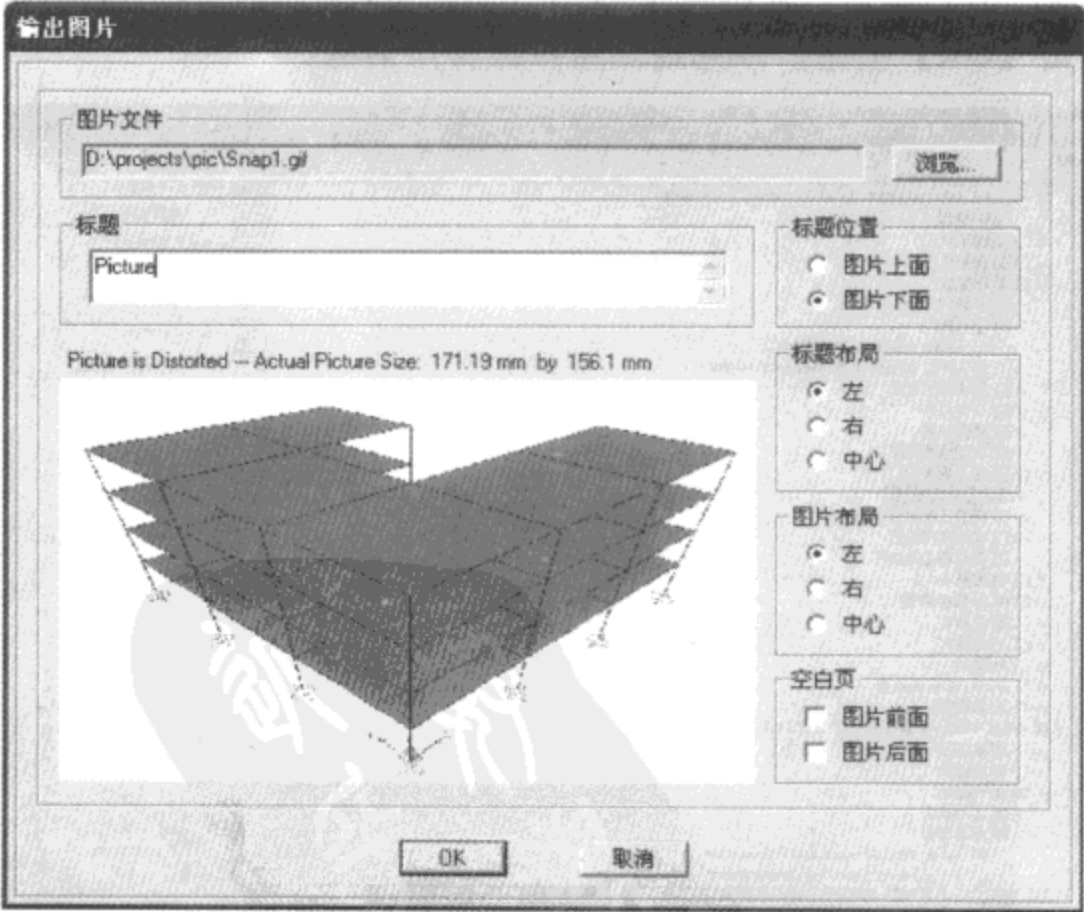 输出图片
图片文件
D:\projects\pic\Snap1.gif
浏览...
标题
Picture
标题位置
图片上面
图片下面
Picture is Distorted -- Actual Picture Size: 171.19 mm by 156.1 mm
标题布局
左
右
中心
图片布局
左
右
中心
空白页
图片前面
图片后面
OK
取消